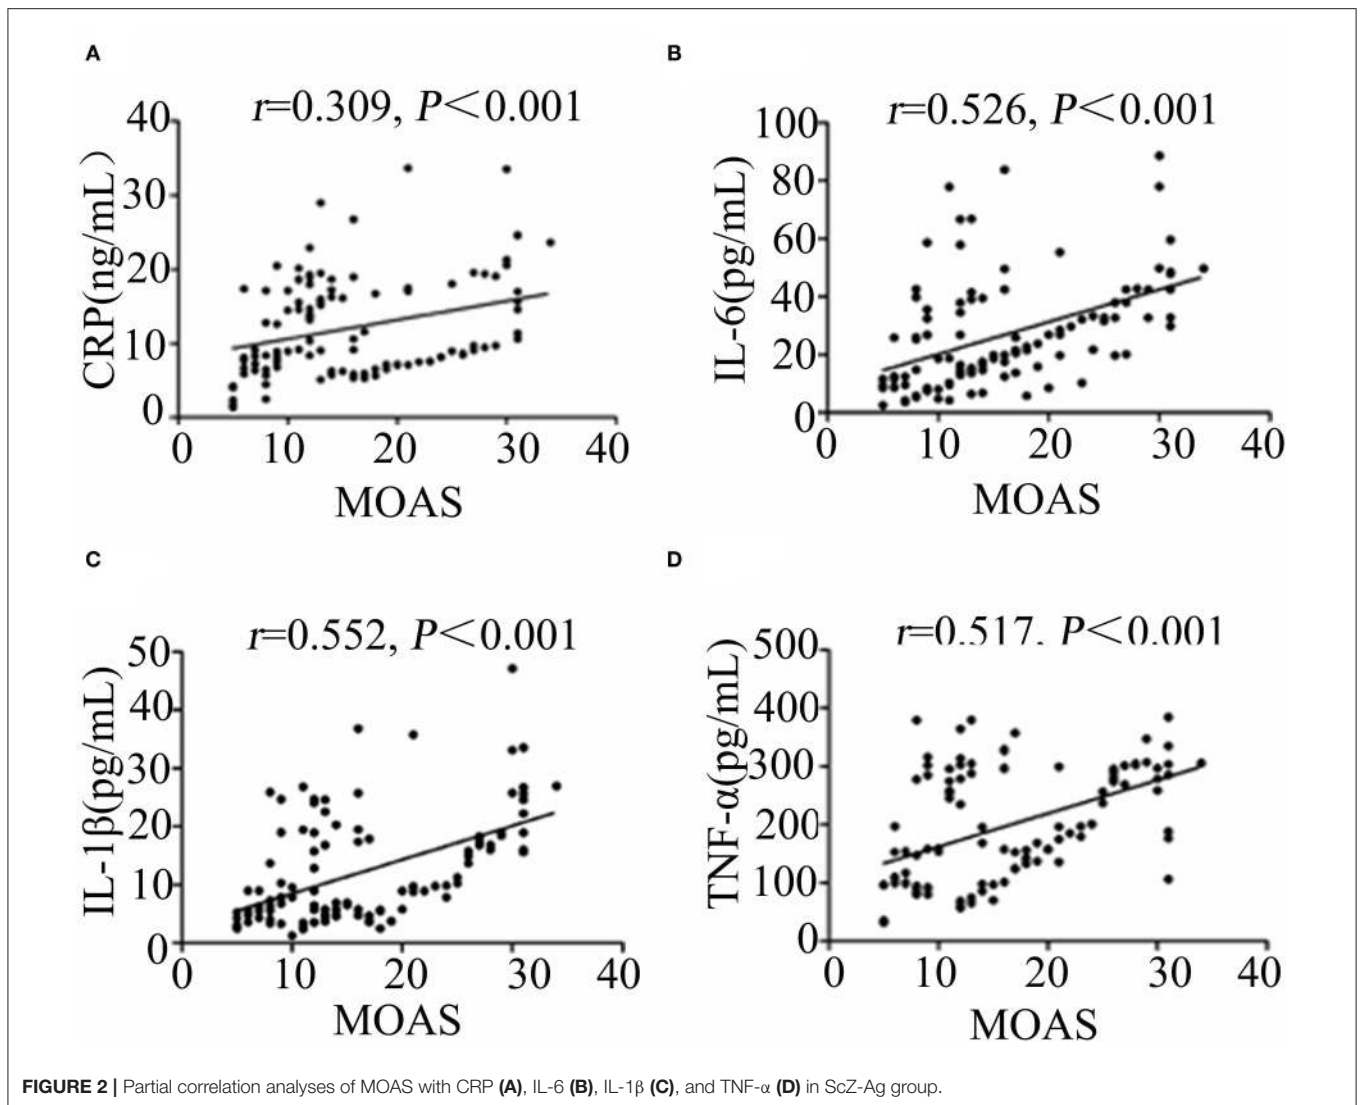 A
r=0.309, P<0.001
CRP(ng/mL)
40
30
20
10
0
0 10 20 30 40
MOAS
B
r=0.526, P<0.001
IL-6(pg/mL)
100
80
60
40
20
0
0 10 20 30 40
MOAS
C
r=0.552, P<0.001
IL-1β(pg/mL)
50
40
30
20
10
0
0 10 20 30 40
MOAS
D
r=0.517. P<0.001
TNF-α(pg/mL)
500
400
300
200
100
0
0 10 20 30 40
MOAS
FIGURE 2 | Partial correlation analyses of MOAS with CRP (A), IL-6 (B), IL-1β (C), and TNF-α (D) in ScZ-Ag group.